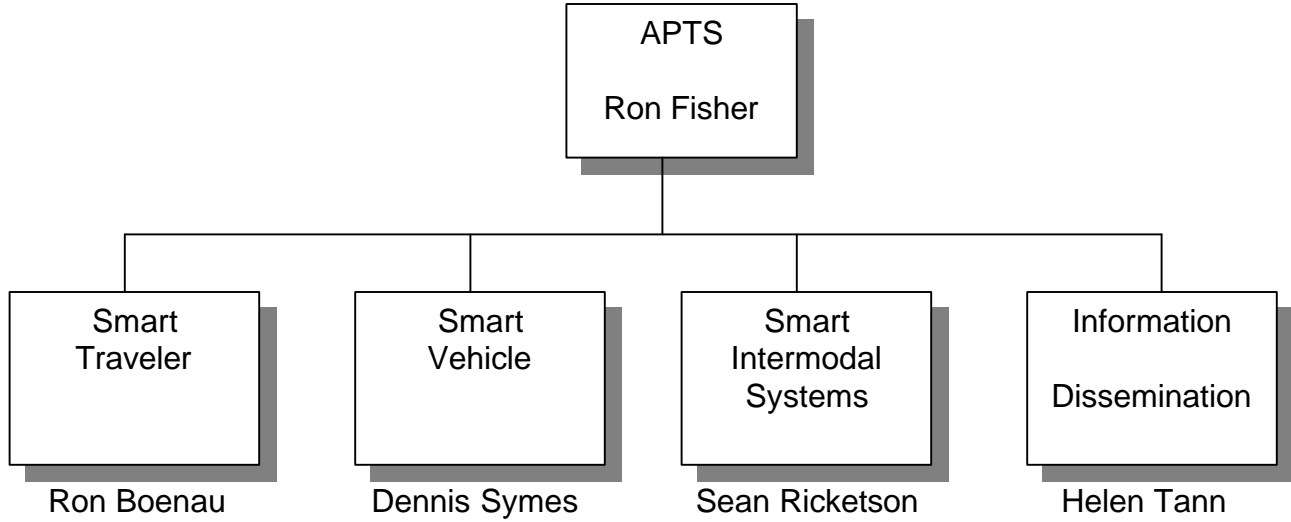 APTS
Ron Fisher
Smart
Traveler
Smart
Vehicle
Smart
Intermodal
Systems
Information
Dissemination
Ron Boenau
Dennis Symes
Sean Ricketson
Helen Tann